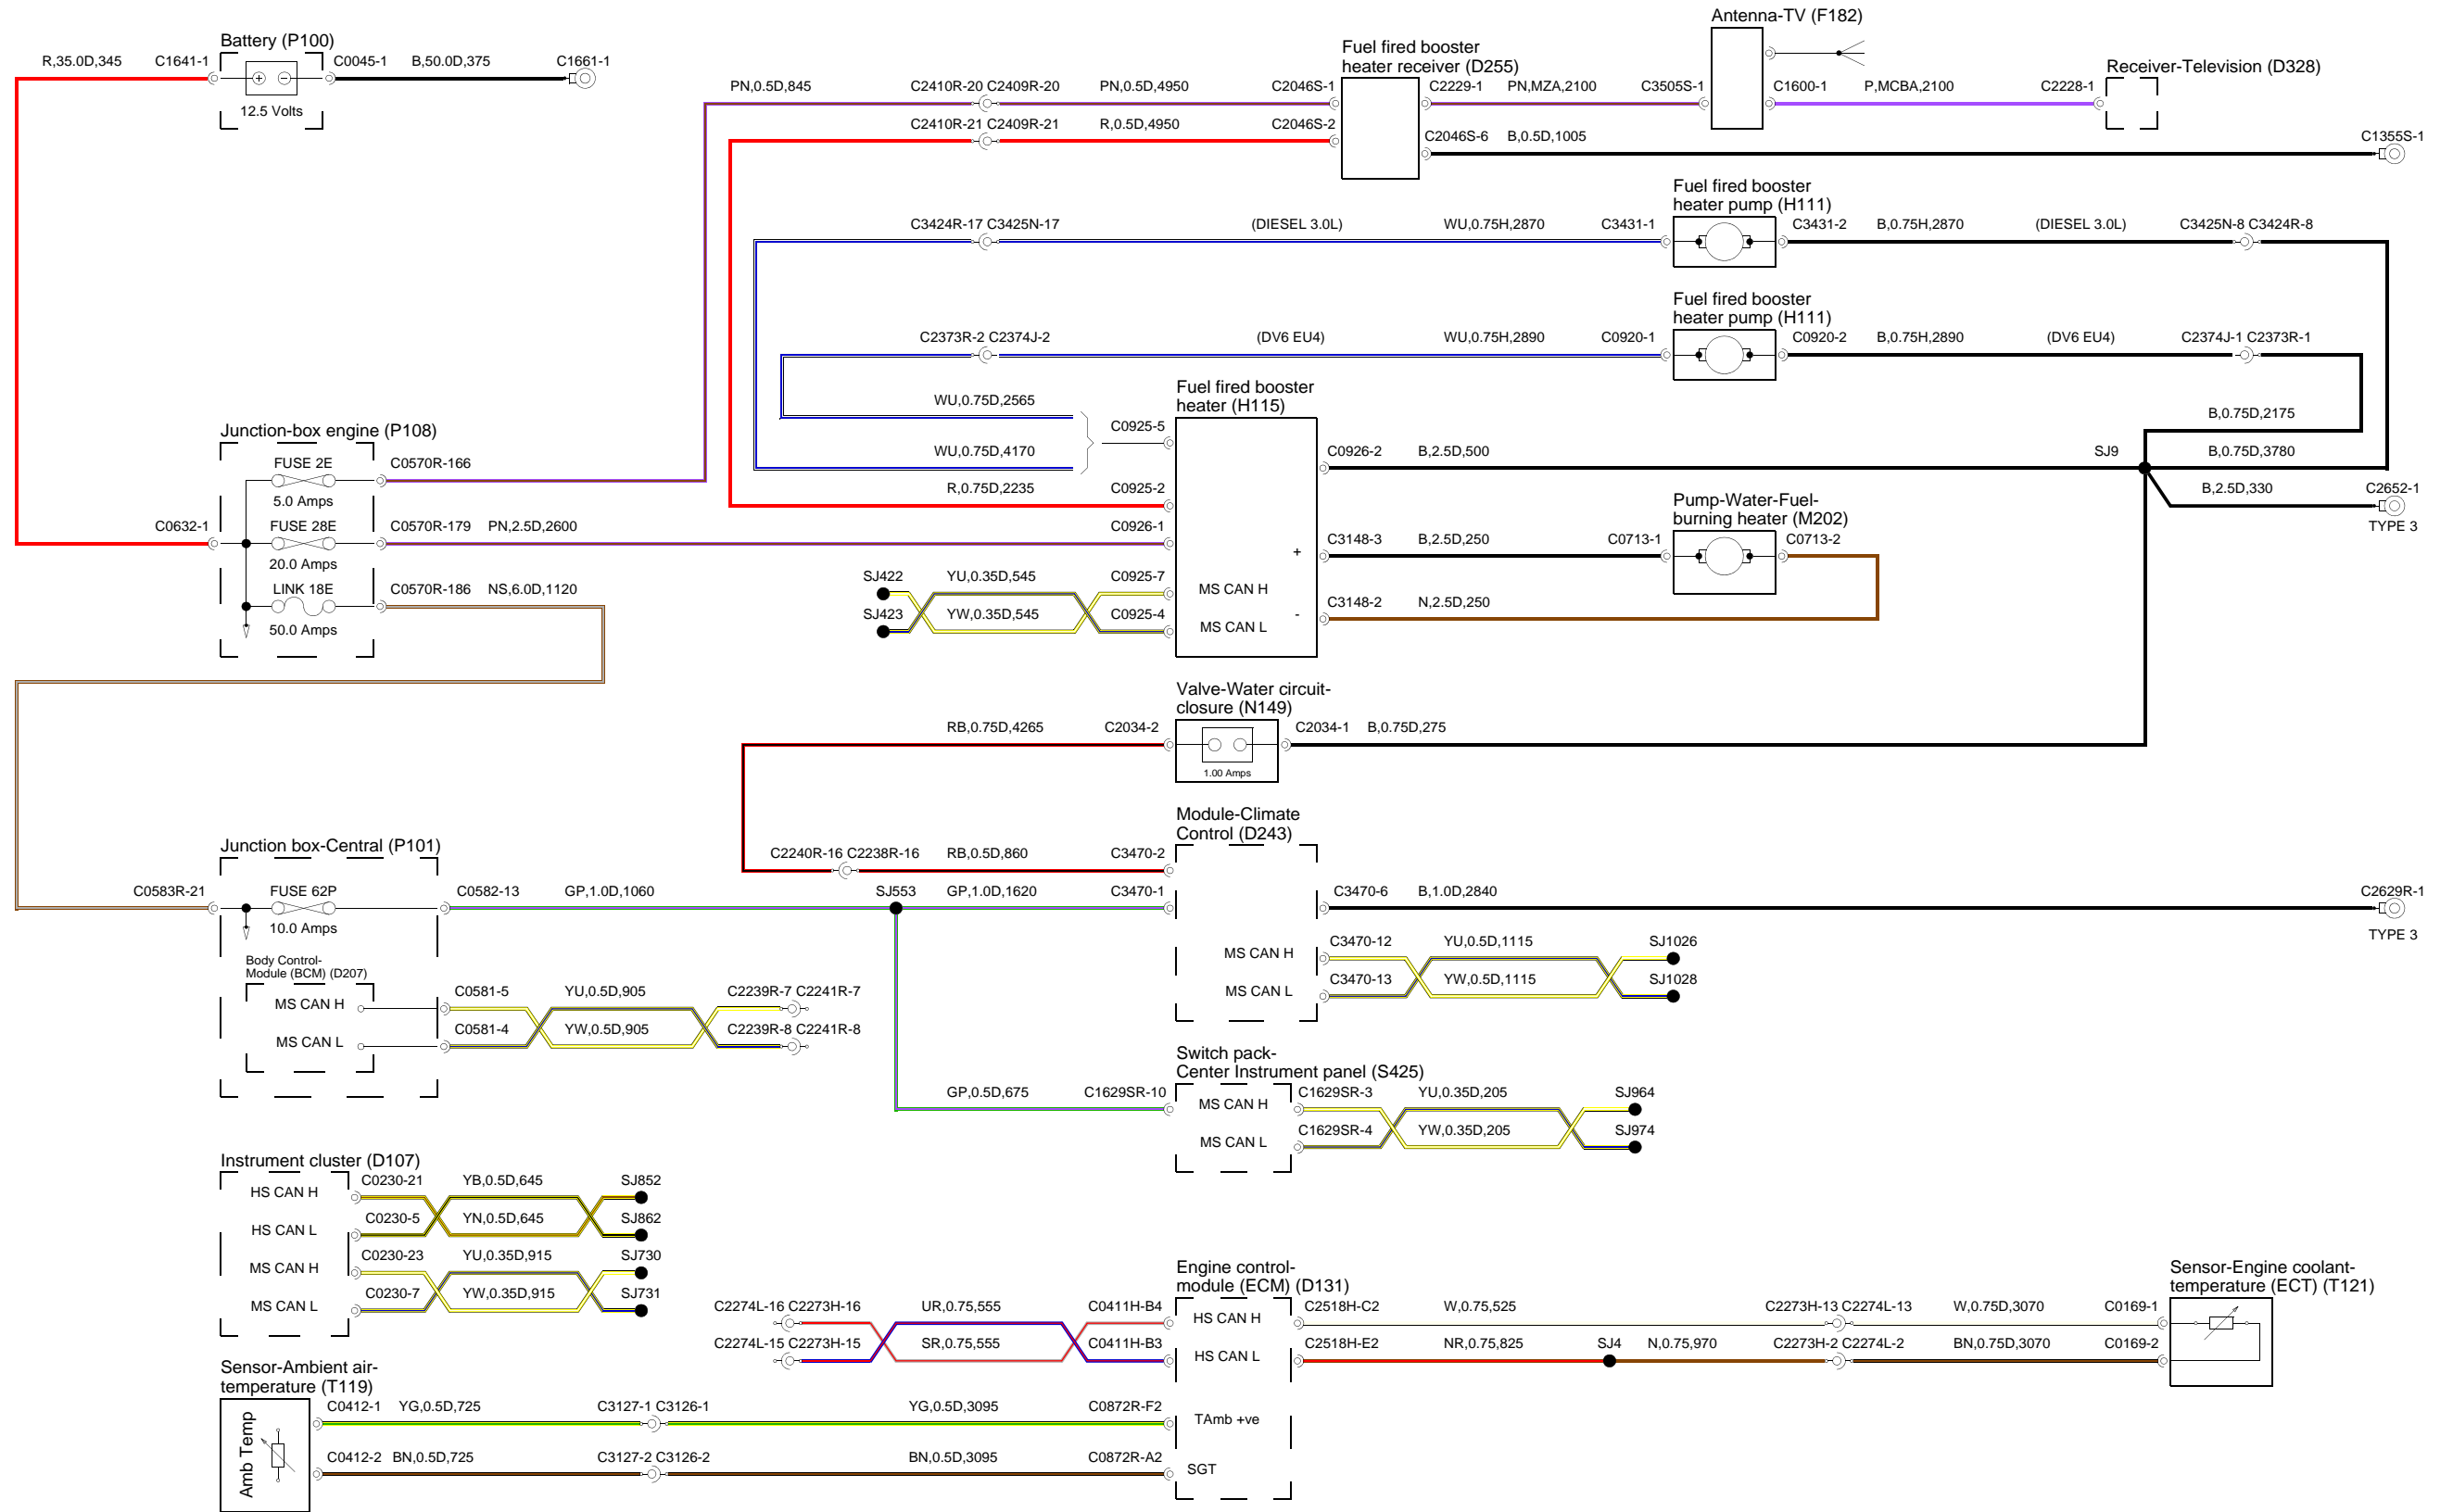 Antenna-TV (F182)
Battery (P100)
Fuel fired booster
heater receiver (D255)
R,35.0D,345 C1641-1 C0045-1 B,50.0D,375 C1661-1
12.5 Volts
Receiver-Television (D328)
PN,0.5D,845 C2410R-20 C2409R-20 PN,0.5D,4950 C2046S-1 C2229-1 PN,MZA,2100 C3505S-1 C1600-1 P,MCBA,2100 C2228-1
C2410R-21 C2409R-21 R,0.5D,4950 C2046S-2
C2046S-6 B,0.5D,1005 C1355S-1
Fuel fired booster
heater pump (H111)
C3424R-17 C3425N-17 (DIESEL 3.0L) WU,0.75H,2870 C3431-1 C3431-2 B,0.75H,2870 (DIESEL 3.0L) C3425N-8 C3424R-8
Fuel fired booster
heater pump (H111)
C2373R-2 C2374J-2 (DV6 EU4) WU,0.75H,2890 C0920-1 C0920-2 B,0.75H,2890 (DV6 EU4) C2374J-1 C2373R-1
Fuel fired booster
heater (H115)
WU,0.75D,2565
B,0.75D,2175
C0925-5
WU,0.75D,4170
C0926-2 B,2.5D,500 SJ9 B,0.75D,3780
Junction-box engine (P108)
FUSE 2E C0570R-166
5.0 Amps
R,0.75D,2235 C0925-2
B,2.5D,330 C2652-1
TYPE 3
Pump-Water-Fuel-
burning heater (M202)
C0632-1 FUSE 28E C0570R-179 PN,2.5D,2600 C0926-1
20.0 Amps
+ C3148-3 B,2.5D,250 C0713-1 C0713-2
LINK 18E C0570R-186 NS,6.0D,1120
50.0 Amps
SJ422 YU,0.35D,545 C0925-7 MS CAN H
SJ423 YW,0.35D,545 C0925-4 MS CAN L
- C3148-2 N,2.5D,250
Valve-Water circuit-
closure (N149)
RB,0.75D,4265 C2034-2 C2034-1 B,0.75D,275
1.00 Amps
Module-Climate
Control (D243)
Junction box-Central (P101)
C2240R-16 C2238R-16 RB,0.5D,860 C3470-2
C0583R-21 FUSE 62P C0582-13 GP,1.0D,1060 SJ553 GP,1.0D,1620 C3470-1 C3470-6 B,1.0D,2840 C2629R-1
10.0 Amps
TYPE 3
MS CAN H C3470-12 YU,0.5D,1115 SJ1026
MS CAN L C3470-13 YW,0.5D,1115 SJ1028
Body Control-
Module (BCM) (D207)
MS CAN H C0581-5 YU,0.5D,905 C2239R-7 C2241R-7
MS CAN L C0581-4 YW,0.5D,905 C2239R-8 C2241R-8
Switch pack-
Center Instrument panel (S425)
GP,0.5D,675 C1629SR-10 MS CAN H C1629SR-3 YU,0.35D,205 SJ964
MS CAN L C1629SR-4 YW,0.35D,205 SJ974
Instrument cluster (D107)
HS CAN H C0230-21 YB,0.5D,645 SJ852
HS CAN L C0230-5 YN,0.5D,645 SJ862
MS CAN H C0230-23 YU,0.35D,915 SJ730
MS CAN L C0230-7 YW,0.35D,915 SJ731
Engine control-
module (ECM) (D131)
Sensor-Engine coolant-
temperature (ECT) (T121)
C2274L-16 C2273H-16 UR,0.75,555 C0411H-B4 HS CAN H C2518H-C2 W,0.75,525 C2273H-13 C2274L-13 W,0.75D,3070 C0169-1
C2274L-15 C2273H-15 SR,0.75,555 C0411H-B3 HS CAN L C2518H-E2 NR,0.75,825 SJ4 N,0.75,970 C2273H-2 C2274L-2 BN,0.75D,3070 C0169-2
Sensor-Ambient air-
temperature (T119)
Amb Temp
C0412-1 YG,0.5D,725 C3127-1 C3126-1 YG,0.5D,3095 C0872R-F2 TAmb +ve
C0412-2 BN,0.5D,725 C3127-2 C3126-2 BN,0.5D,3095 C0872R-A2 SGT